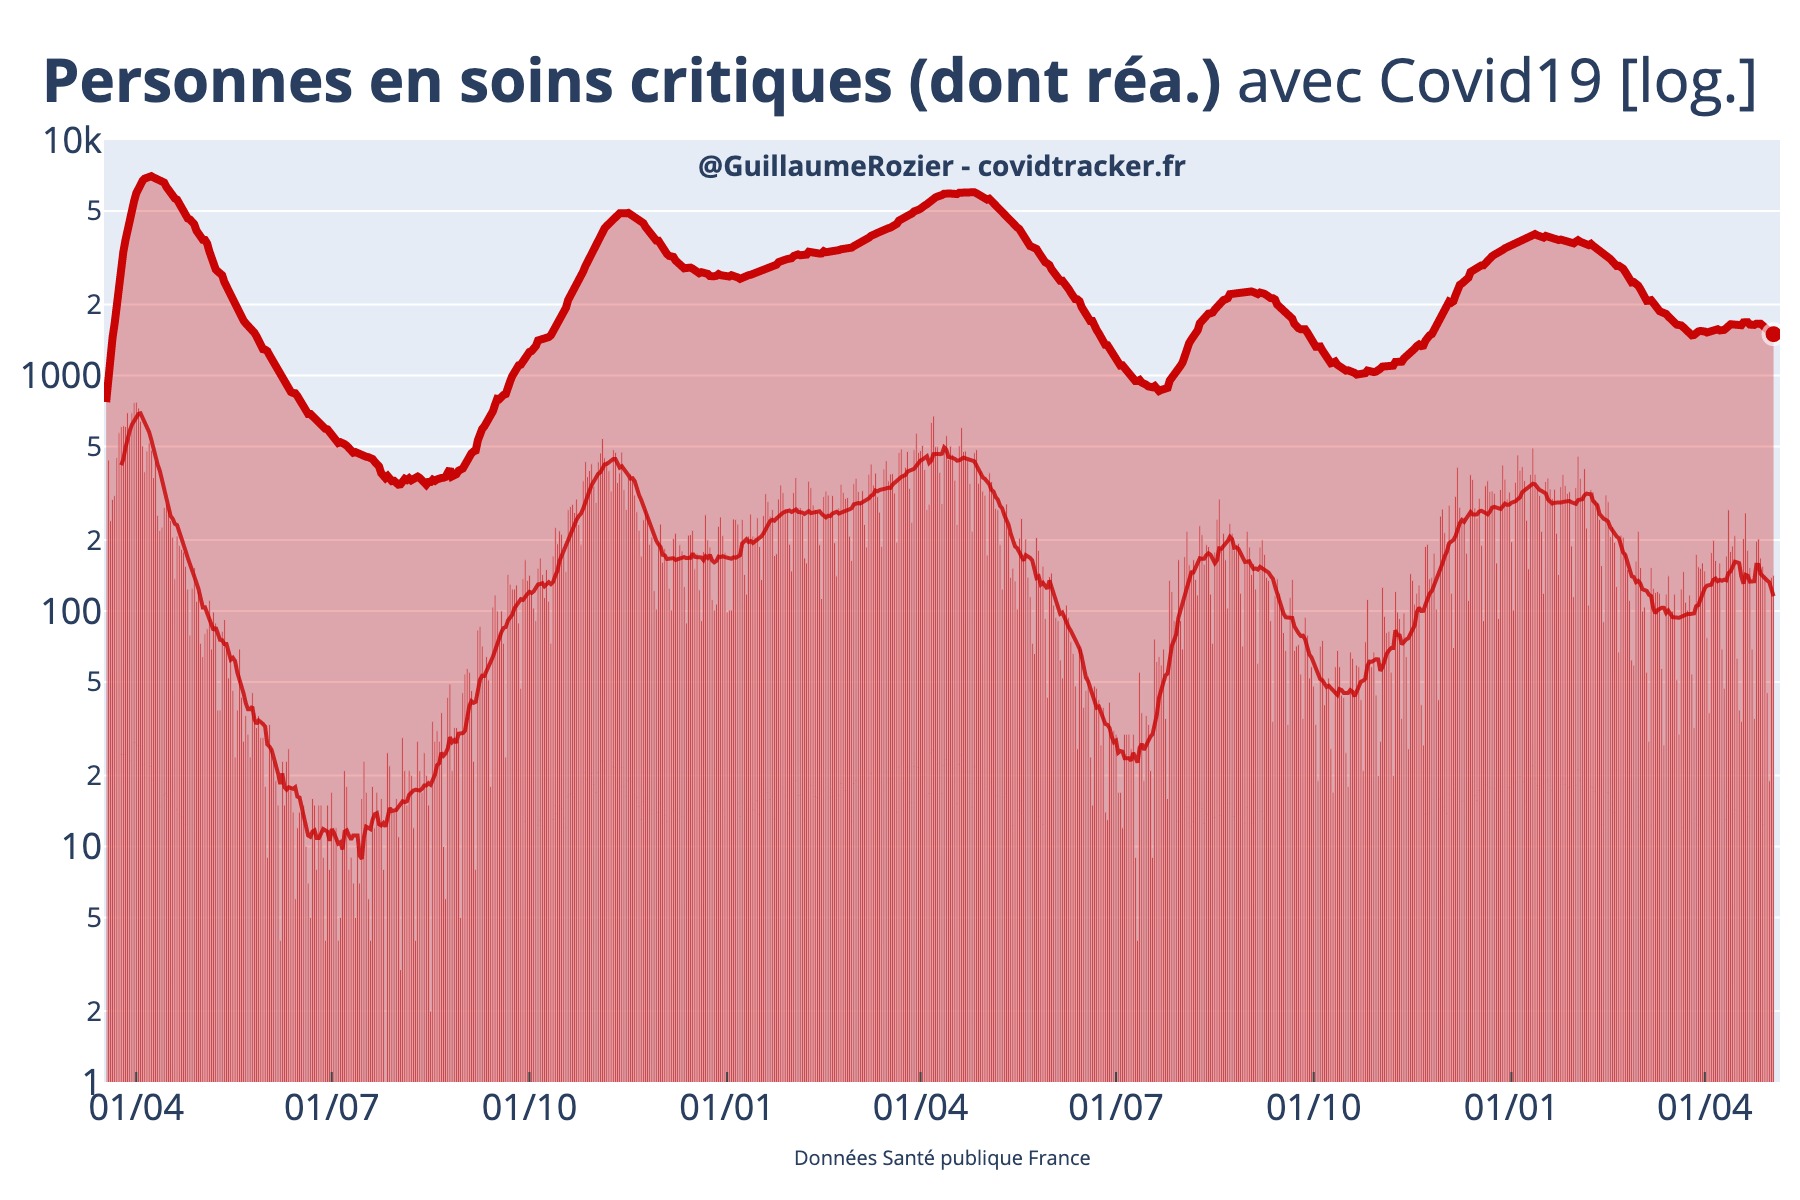 Personnes en soins critiques (dont réa.) avec Covid19 [log.]
10k
@GuillaumeRozier - covidtracker.fr
5
2
1000
5
2
100
5
2
10
5
2
1
01/04 01/07 01/10 01/01 01/04 01/07 01/10 01/01 01/04
Données Santé publique France